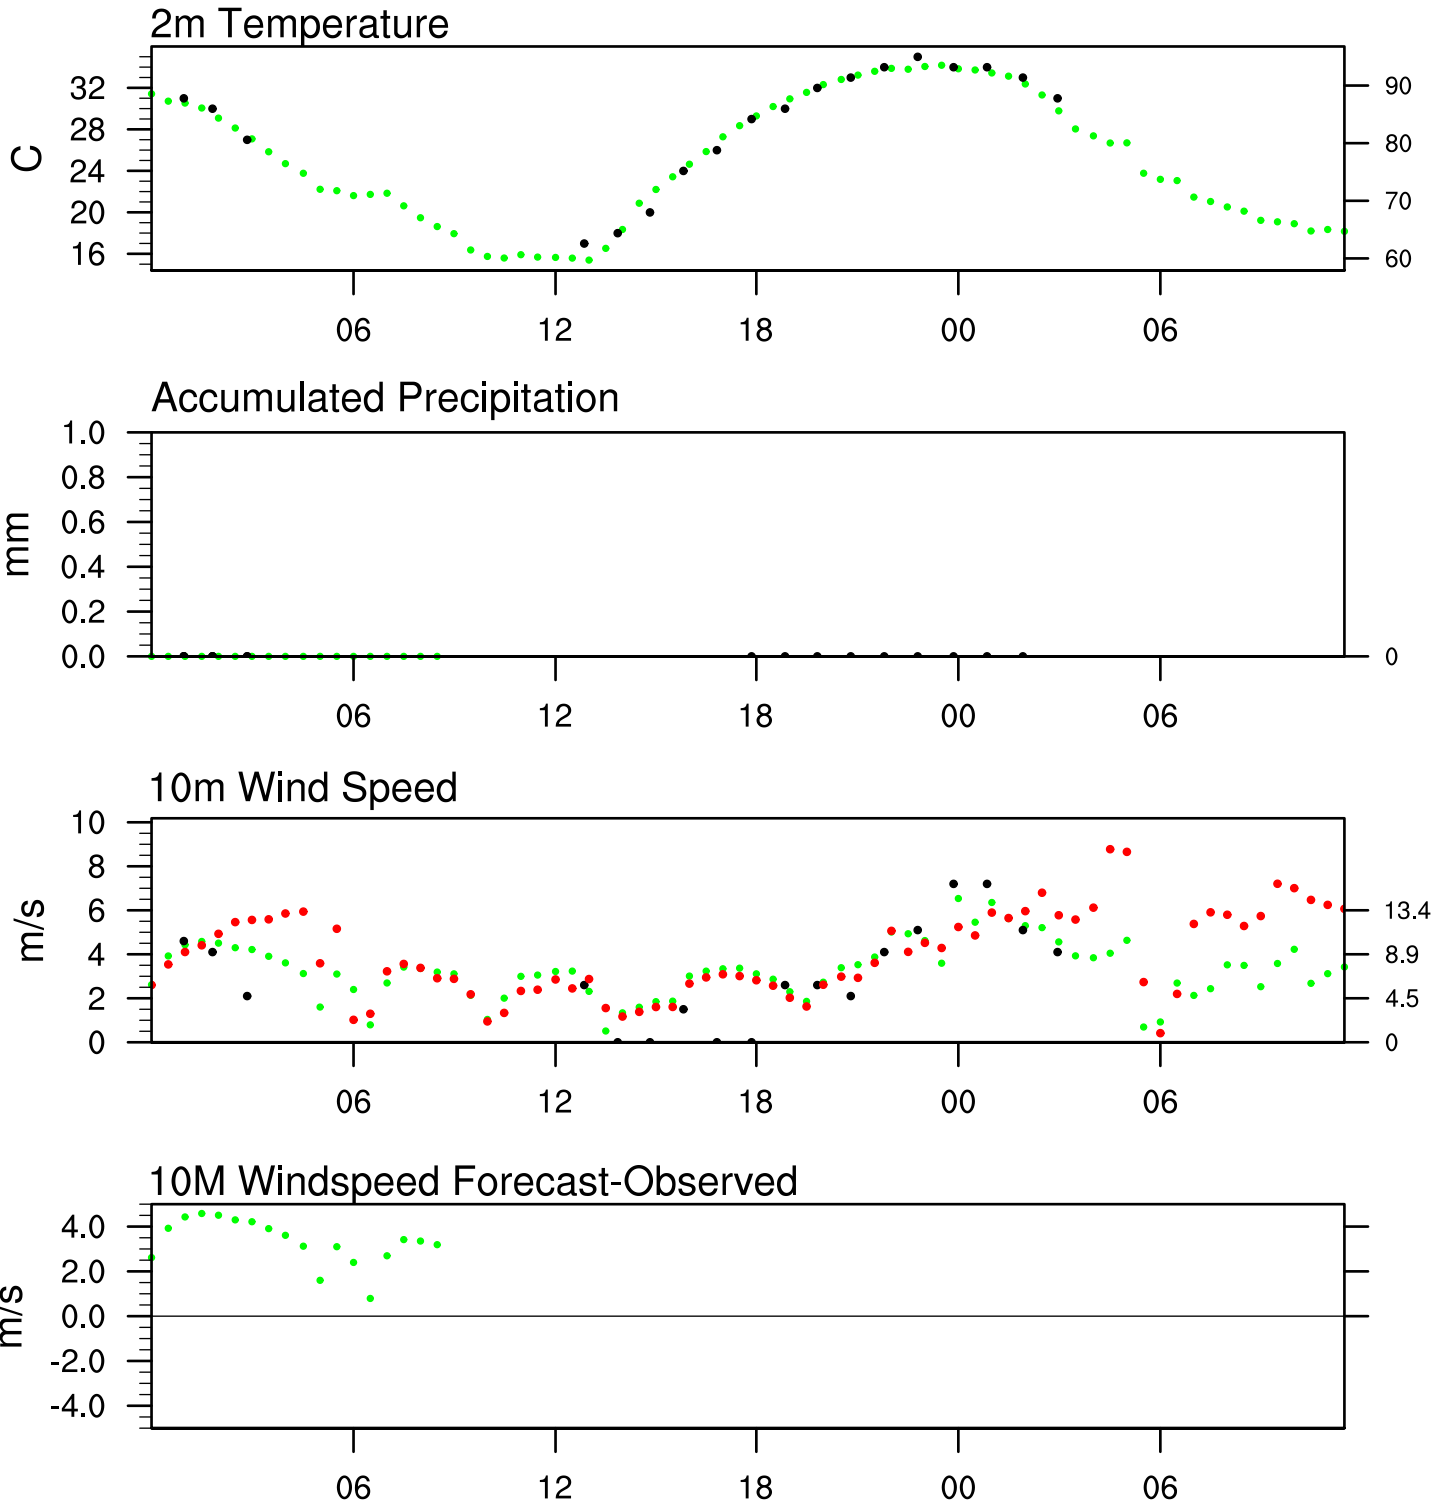 2m Temperature
C
32
28
24
20
16
90
80
70
60
06 12 18 00 06
Accumulated Precipitation
mm
1.0
0.8
0.6
0.4
0.2
0.0
0
06 12 18 00 06
10m Wind Speed
m/s
10
8
6
4
2
0
13.4
8.9
4.5
0
06 12 18 00 06
10M Windspeed Forecast-Observed
m/s
4.0
2.0
0.0
-2.0
-4.0
06 12 18 00 06